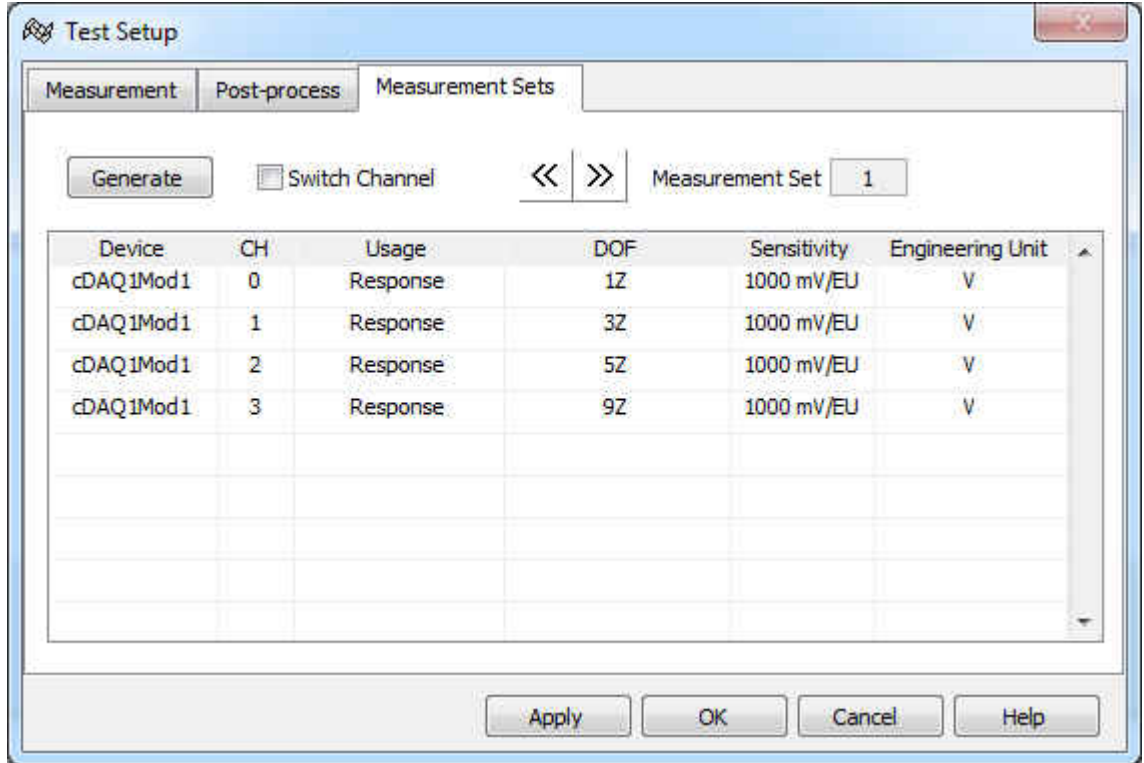 Test Setup
Measurement Post-process Measurement Sets
Generate Switch Channel << >> Measurement Set 1
Device CH Usage DOF Sensitivity Engineering Unit
cDAQ1Mod1 0 Response 1Z 1000 mV/EU V
cDAQ1Mod1 1 Response 3Z 1000 mV/EU V
cDAQ1Mod1 2 Response 5Z 1000 mV/EU V
cDAQ1Mod1 3 Response 9Z 1000 mV/EU V
Apply OK Cancel Help